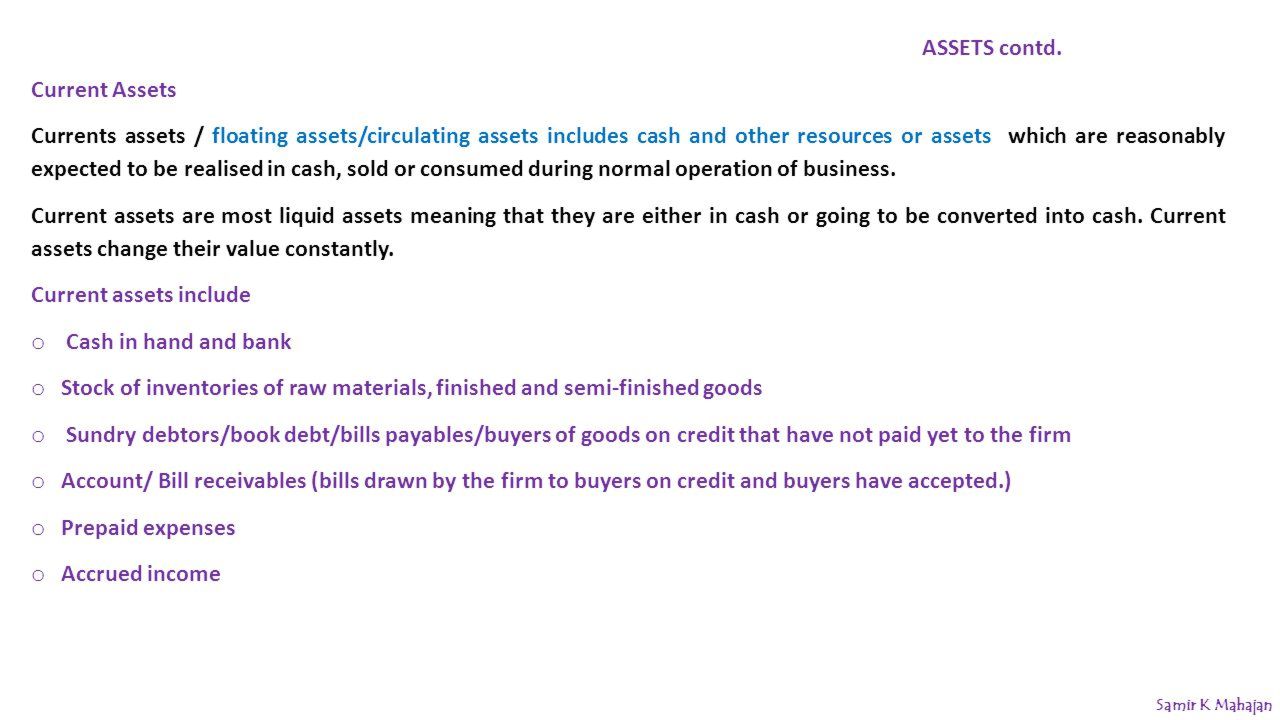 ASSETS contd.
Current Assets
Currents assets / floating assets/circulating assets includes cash and other resources or assets which are reasonably
expected to be realised in cash, sold or consumed during normal operation of business.
Current assets are most liquid assets meaning that they are either in cash or going to be converted into cash. Current
assets change their value constantly.
Current assets include
o Cash in hand and bank
o Stock of inventories of raw materials, finished and semi-finished goods
o Sundry debtors/book debt/bills payables/buyers of goods on credit that have not paid yet to the firm
o Account/ Bill receivables (bills drawn by the firm to buyers on credit and buyers have accepted.)
o Prepaid expenses
o Accrued income
Samir K Mahajan